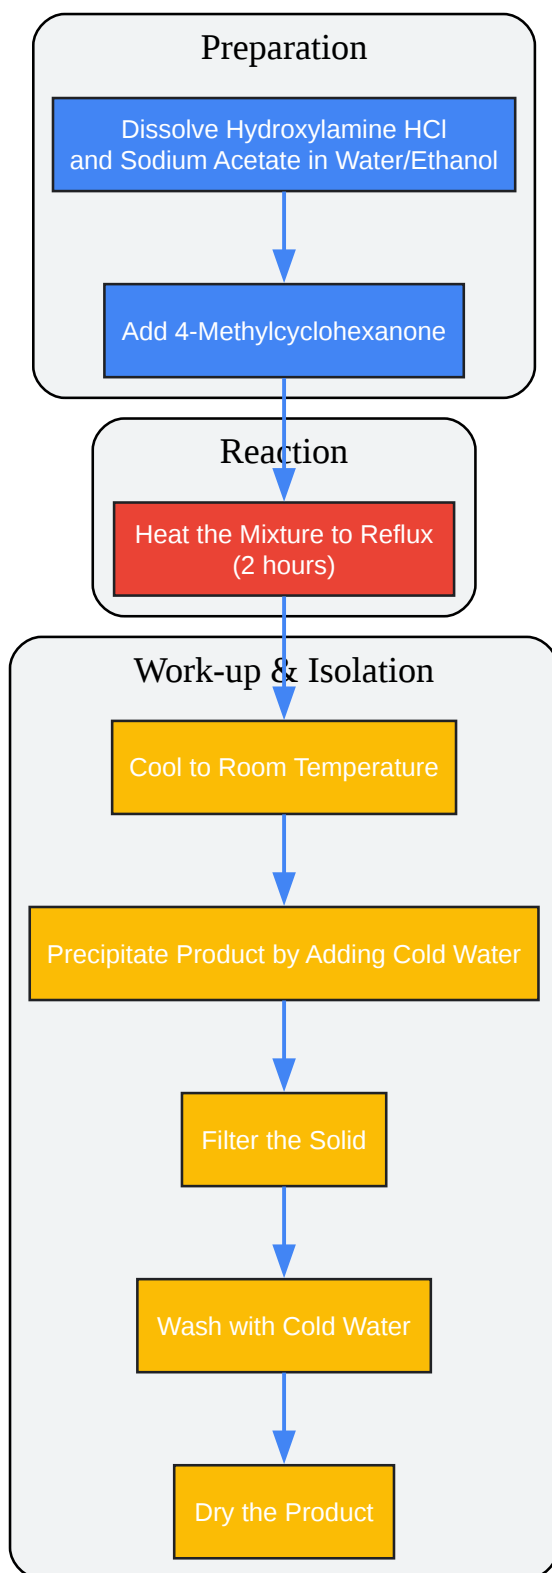 Preparation
Dissolve Hydroxylamine HCl
and Sodium Acetate in Water/Ethanol
Add 4-Methylcyclohexanone
Reaction
Heat the Mixture to Reflux
(2 hours)
Work-up & Isolation
Cool to Room Temperature
Precipitate Product by Adding Cold Water
Filter the Solid
Wash with Cold Water
Dry the Product